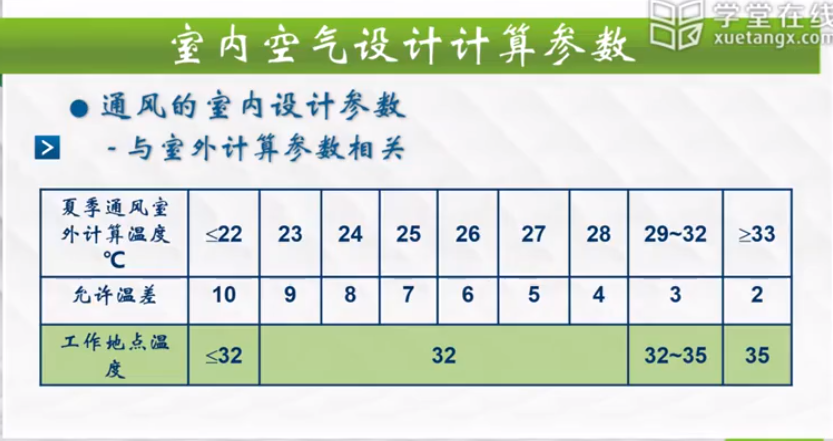 学堂在线
xuetangx.com
室内空气设计计算参数
● 通风的室内设计参数
> -与室外计算参数相关
夏季通风室外计算温度℃ ≤22 23 24 25 26 27 28 29~32 ≥33
允许温差 10 9 8 7 6 5 4 3 2
工作地点温度 ≤32 32 32~35 35